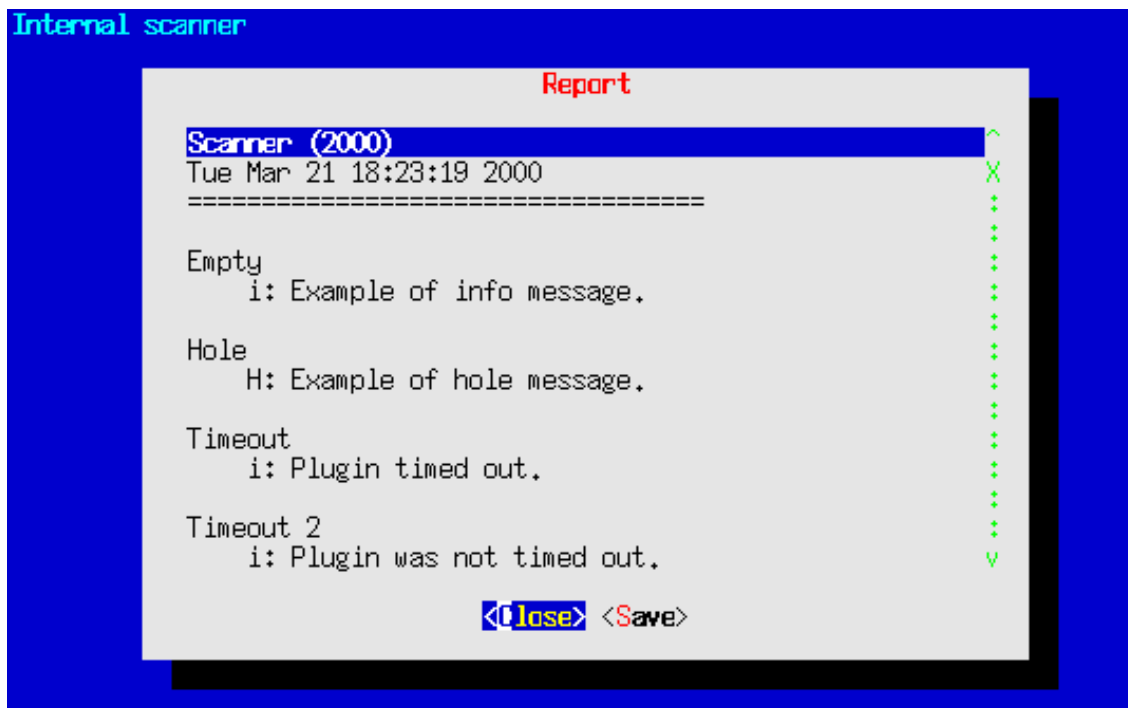 Internal scanner
Report
Scanner (2000)
Tue Mar 21 18:23:19 2000
===================================
Empty
i: Example of info message.
Hole
H: Example of hole message.
Timeout
i: Plugin timed out.
Timeout 2
i: Plugin was not timed out.
<Close> <Save>